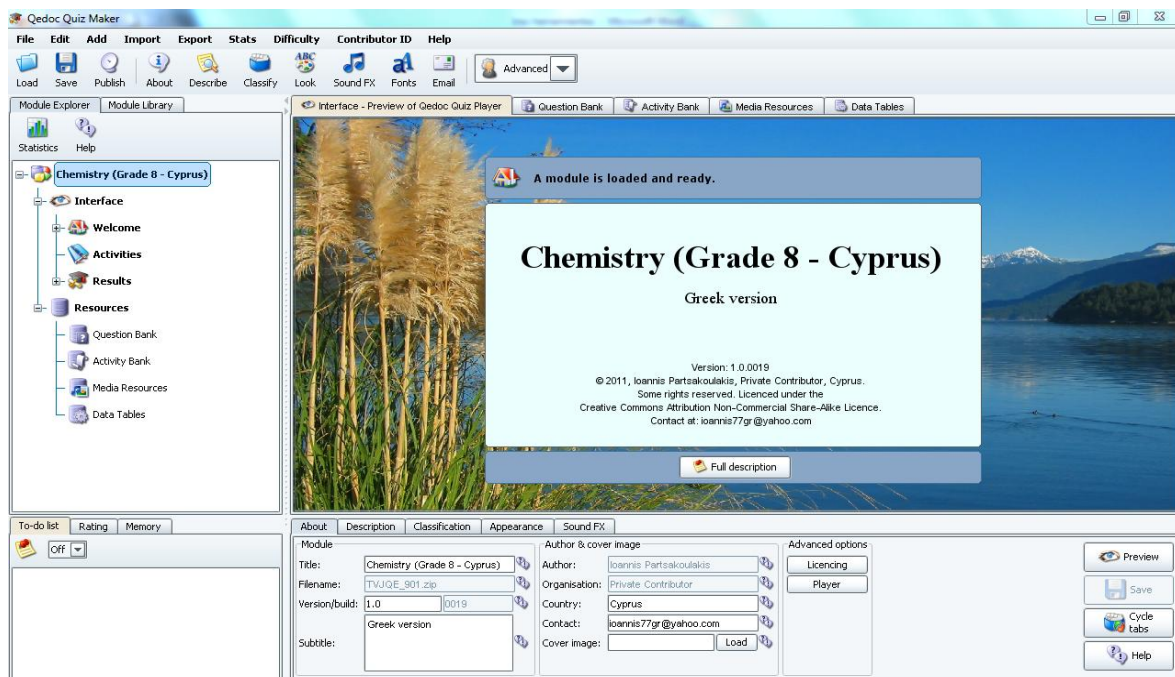 Qedoc Quiz Maker
File Edit Add Import Export Stats Difficulty Contributor ID Help
Load Save Publish About Describe Classify Look Sound FX Fonts Email Advanced
Module Explorer Module Library
Interface - Preview of Qedoc Quiz Player Question Bank Activity Bank Media Resources Data Tables
Statistics Help
Chemistry (Grade 8 - Cyprus)
Interface
Welcome
Activities
Results
Resources
Question Bank
Activity Bank
Media Resources
Data Tables
A module is loaded and ready.
Chemistry (Grade 8 - Cyprus)
Greek version
Version: 1.0.0019
© 2011, Ioannis Partsakoulakis, Private Contributor, Cyprus.
Some rights reserved. Licenced under the
Creative Commons Attribution Non-Commercial Share-Alike Licence.
Contact at: ioannis77gr@yahoo.com
Full description
To-do list Rating Memory
Off
About Description Classification Appearance Sound FX
Module
Title: Chemistry (Grade 8 - Cyprus)
Filename: TVJQE_901.zip
Version/build: 1.0 0019
Subtitle: Greek version
Author & cover image
Author: Ioannis Partsakoulakis
Organisation: Private Contributor
Country: Cyprus
Contact: ioannis77gr@yahoo.com
Cover image: Load
Advanced options
Licencing
Player
Preview
Save
Cycle
tabs
Help